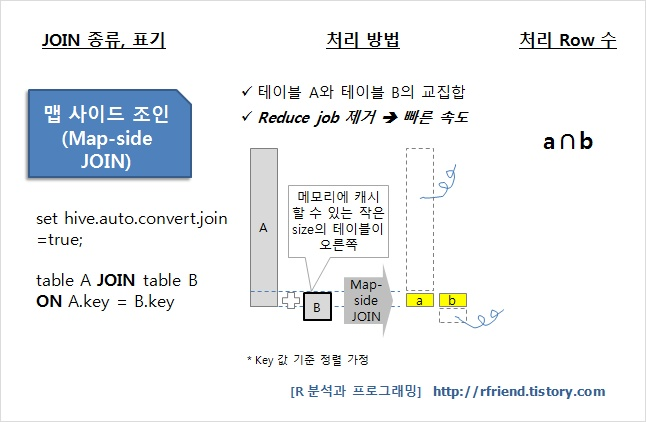 JOIN 종류, 표기
처리 방법
처리 Row 수
맵 사이드 조인
(Map-side
JOIN)
set hive.auto.convert.join
=true;
table A JOIN table B
ON A.key = B.key
✓ 테이블 A와 테이블 B의 교집합
✓ Reduce job 제거 ➔ 빠른 속도
A
메모리에 캐시
할 수 있는 작은
size의 테이블이
오른쪽
B
Map-
side
JOIN
a
b
* Key 값 기준 정렬 가정
a∩b
[R 분석과 프로그래밍] http://rfriend.tistory.com